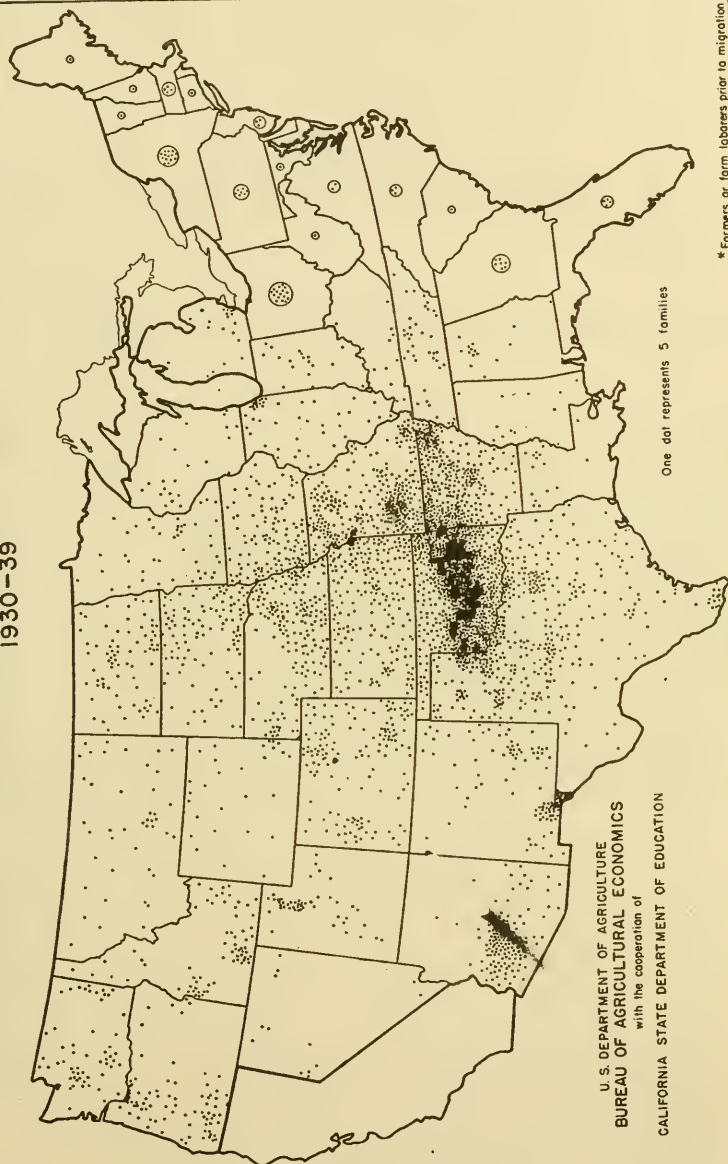 1930-39
One dot represents 5 families
U. S. DEPARTMENT OF AGRICULTURE
BUREAU OF AGRICULTURAL ECONOMICS
with the cooperation of
CALIFORNIA STATE DEPARTMENT OF EDUCATION
* Farmers or farm laborers prior to migration